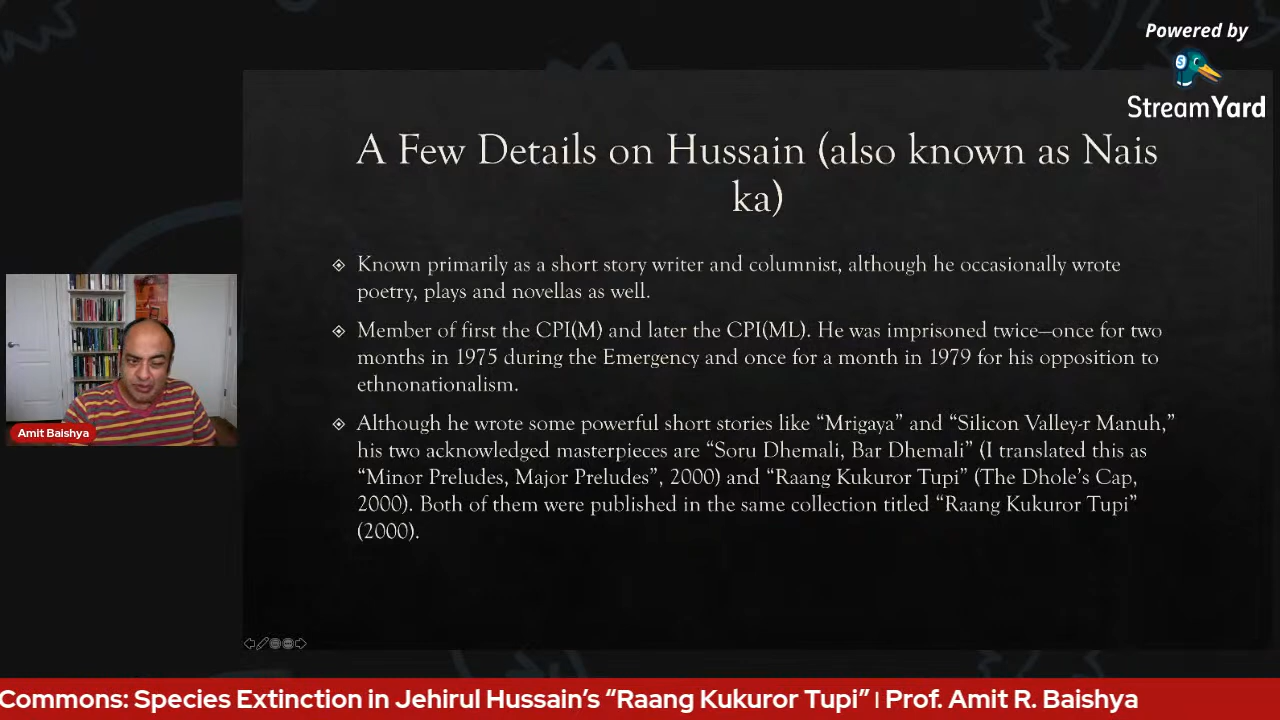 Powered by
StreamYard
A Few Details on Hussain (also known as Nais
ka)
Known primarily as a short story writer and columnist, although he occasionally wrote
poetry, plays and novellas as well.
Member of first the CPI(M) and later the CPI(ML). He was imprisoned twice—once for two
months in 1975 during the Emergency and once for a month in 1979 for his opposition to
ethnonationalism.
Although he wrote some powerful short stories like “Mrigaya” and “Silicon Valley-r Manuh,”
his two acknowledged masterpieces are “Soru Dhemali, Bar Dhemali” (I translated this as
“Minor Preludes, Major Preludes”, 2000) and “Raang Kukuror Tupi” (The Dhole’s Cap,
2000). Both of them were published in the same collection titled “Raang Kukuror Tupi”
(2000).
Amit Baishya
Commons: Species Extinction in Jehirul Hussain’s “Raang Kukuror Tupi” | Prof. Amit R. Baishya